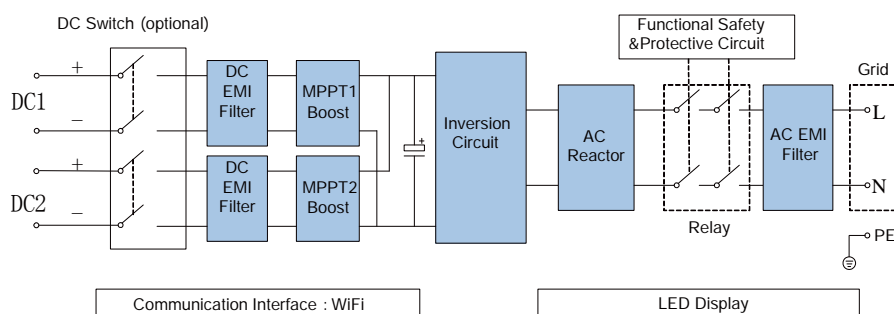 DC Switch (optional)
Functional Safety
&Protective Circuit
Grid
+
DC1
−
DC
EMI
Filter
MPPT1
Boost
+
Inversion
Circuit
AC
Reactor
AC EMI
Filter
L
+
DC2
−
DC
EMI
Filter
MPPT2
Boost
N
Relay
PE
Communication Interface : WiFi
LED Display